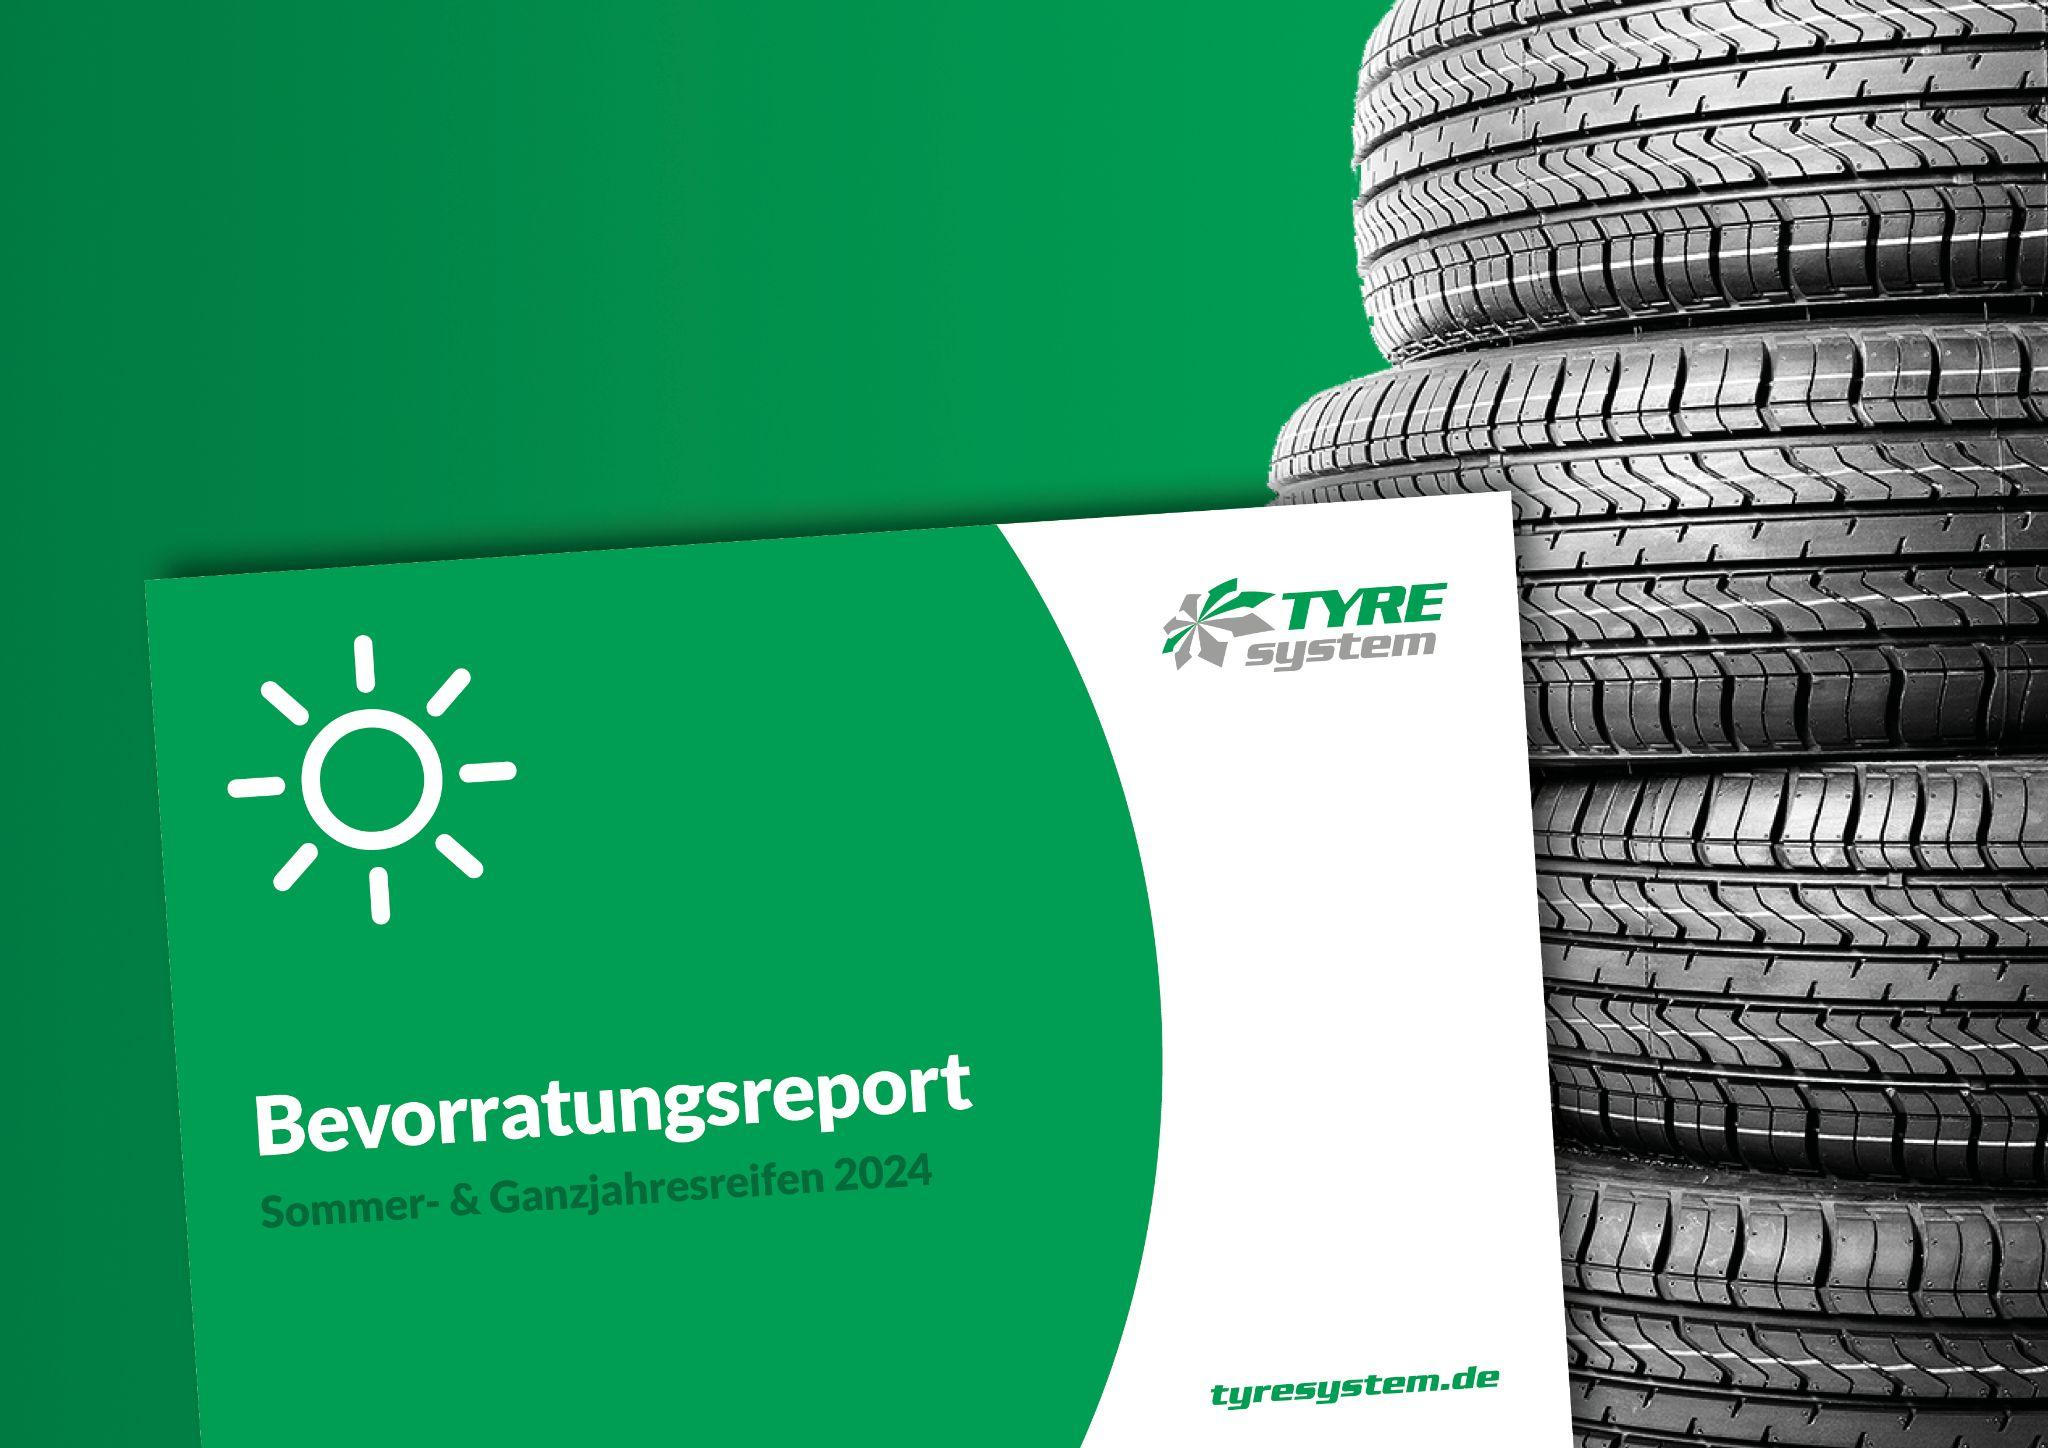 TYRE
system
Bevorratungsreport
Sommer- & Ganzjahresreifen 2024
tyresystem.de